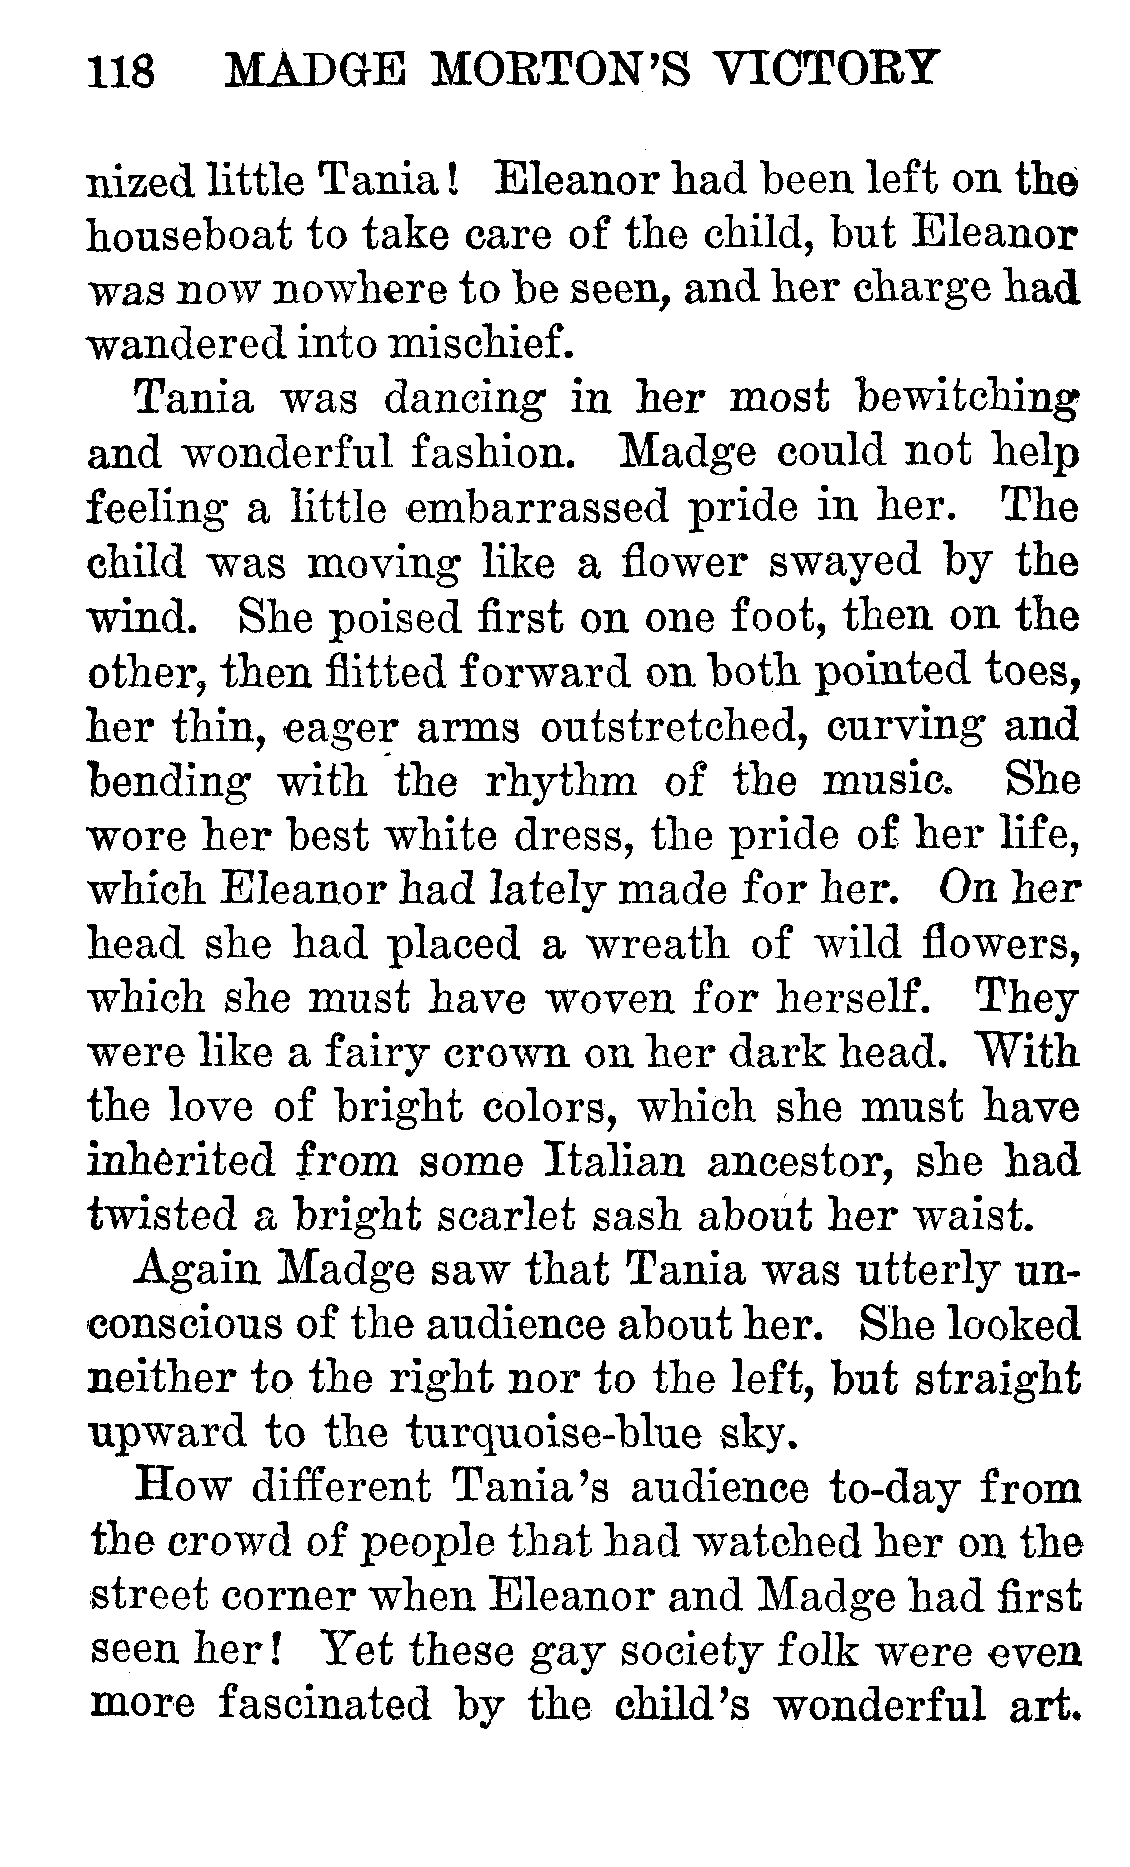 118 MADGE MORTON'S VICTORY
nized little Tania! Eleanor had been left on the
houseboat to take care of the child, but Eleanor
was now nowhere to be seen, and her charge had
wandered into mischief.
Tania was dancing in her most bewitching
and wonderful fashion. Madge could not help
feeling a little embarrassed pride in her. The
child was moving like a flower swayed by the
wind. She poised first on one foot, then on the
other, then flitted forward on both pointed toes,
her thin, eager arms outstretched, curving and
bending with the rhythm of the music. She
wore her best white dress, the pride of her life,
which Eleanor had lately made for her. On her
head she had placed a wreath of wild flowers,
which she must have woven for herself. They
were like a fairy crown on her dark head. With
the love of bright colors, which she must have
inherited from some Italian ancestor, she had
twisted a bright scarlet sash about her waist.
Again Madge saw that Tania was utterly un-
conscious of the audience about her. She looked
neither to the right nor to the left, but straight
upward to the turquoise-blue sky.
How different Tania's audience to-day from
the crowd of people that had watched her on the
street corner when Eleanor and Madge had first
seen her! Yet these gay society folk were even
more fascinated by the child's wonderful art.